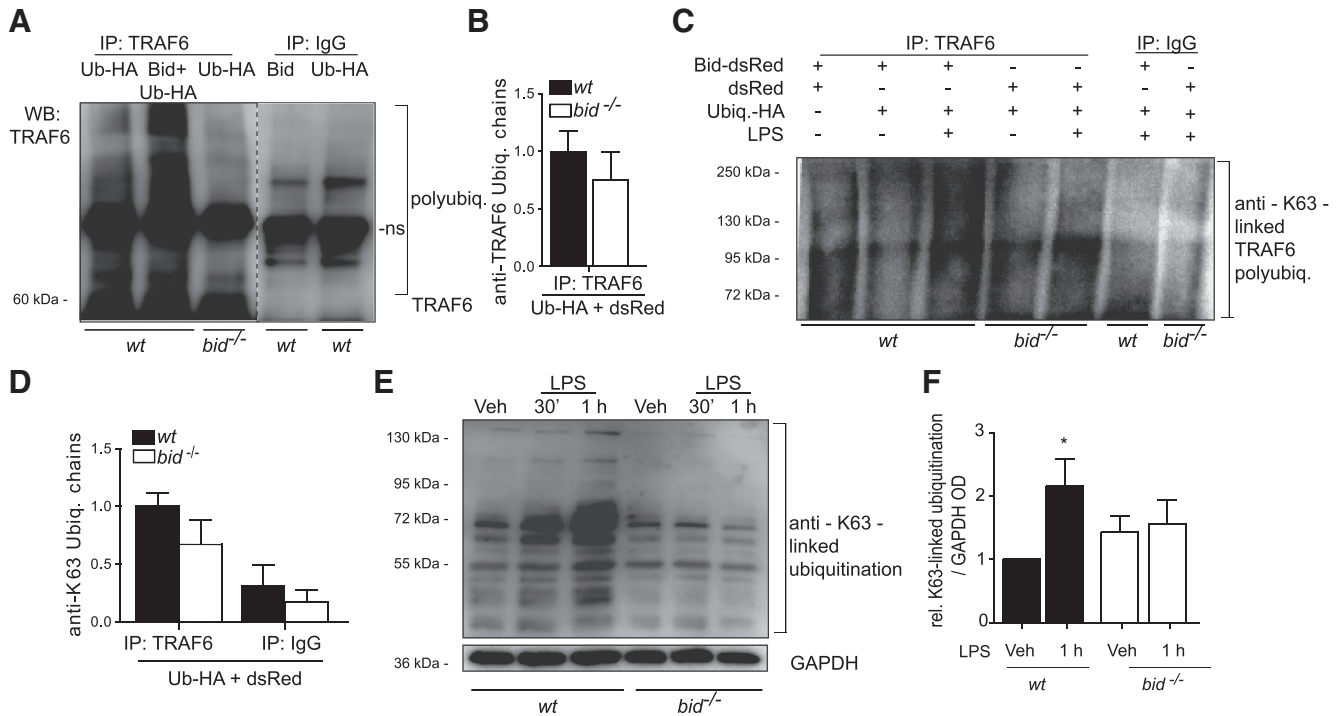 A
IP: TRAF6 IP: IgG
Ub-HA Bid+ Ub-HA Bid Ub-HA
Ub-HA
WB:
TRAF6
polyubiq.
-ns
60 kDa -
TRAF6
wt bid-/- wt wt
B
wt
bid -/-
anti-TRAF6 Ubiq. chains
1.5
1.0
0.5
0.0
IP: TRAF6
Ub-HA + dsRed
C
IP: TRAF6 IP: IgG
Bid-dsRed + + + - - + -
dsRed + - - + + - +
Ubiq.-HA - + + + + + +
LPS - - + - + + +
250 kDa -
130 kDa -
95 kDa -
72 kDa -
anti - K63 -
linked
TRAF6
polyubiq.
wt bid-/- wt bid-/-
D
wt
bid -/-
anti-K63 Ubiq. chains
1.5
1.0
0.5
0
IP: TRAF6 IP: IgG
Ub-HA + dsRed
E
LPS LPS
Veh 30' 1 h Veh 30' 1 h
130 kDa -
95 kDa -
72 kDa -
55 kDa -
anti - K63 -
linked
ubiquitination
36 kDa -
GAPDH
wt bid-/-
F
rel. K63-linked ubiquitination
/ GAPDH OD
3
2
1
0
*
LPS Veh 1 h Veh 1 h
wt bid -/-